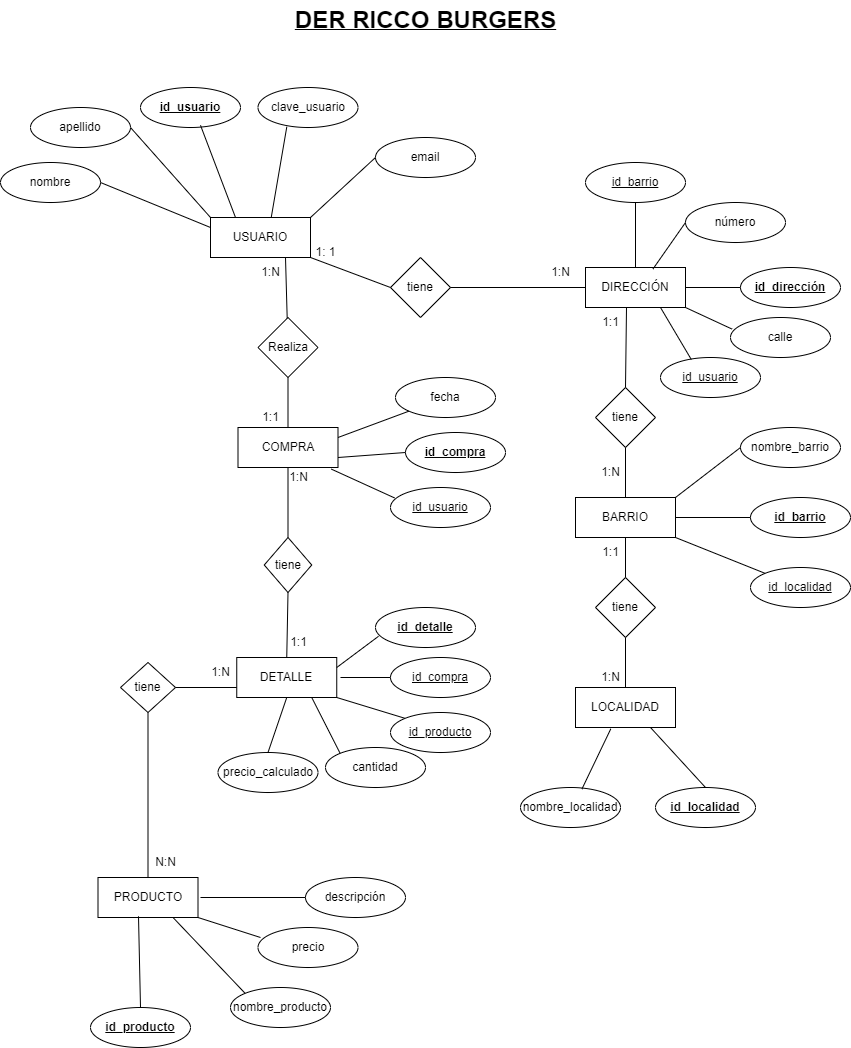 DER RICCO BURGERS
id_usuario
clave_usuario
apellido
email
nombre
id_barrio
número
USUARIO
1: 1
1:N
tiene
1:N
DIRECCIÓN
id_dirección
1:1
calle
Realiza
id_usuario
fecha
1:1
tiene
COMPRA
id_compra
nombre_barrio
1:N
1:N
id_usuario
BARRIO
id_barrio
1:1
tiene
id_localidad
tiene
1:1
id_detalle
1:N
DETALLE
id_compra
1:N
tiene
LOCALIDAD
id_producto
precio_calculado
cantidad
nombre_localidad
id_localidad
N:N
PRODUCTO
descripción
precio
nombre_producto
id_producto